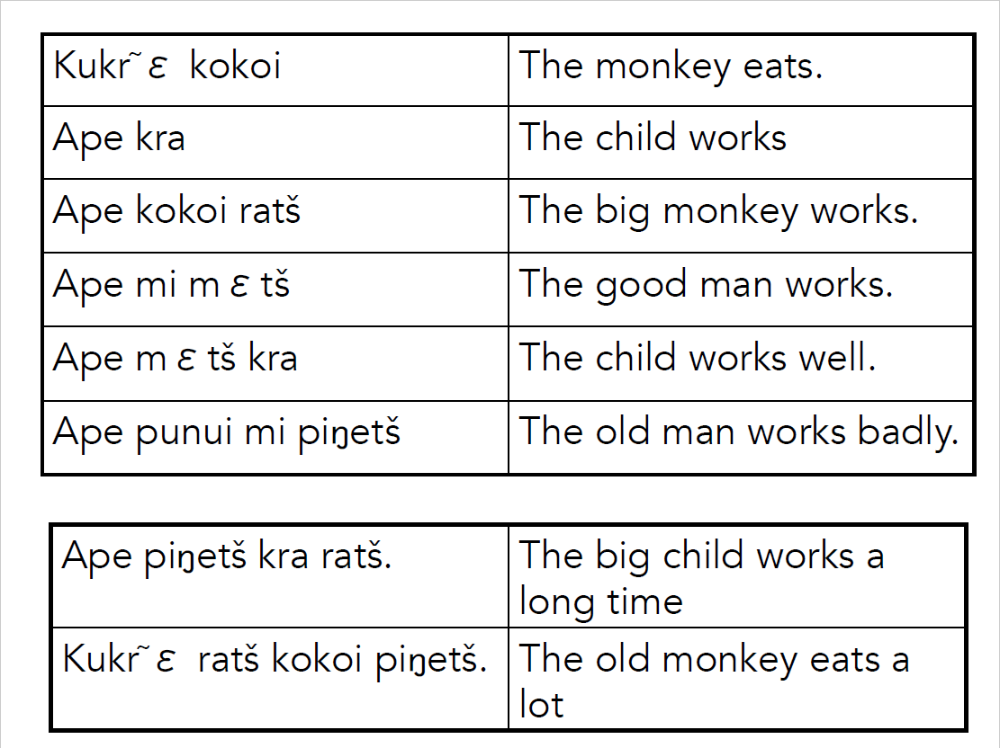 Kukr˜ɛ kokoi The monkey eats.
Ape kra The child works
Ape kokoi ratš The big monkey works.
Ape mi m ɛ tš The good man works.
Ape m ɛ tš kra The child works well.
Ape punui mi piŋetš The old man works badly.
Ape piŋetš kra ratš. The big child works a
long time
Kukr˜ɛ ratš kokoi piŋetš. The old monkey eats a
lot